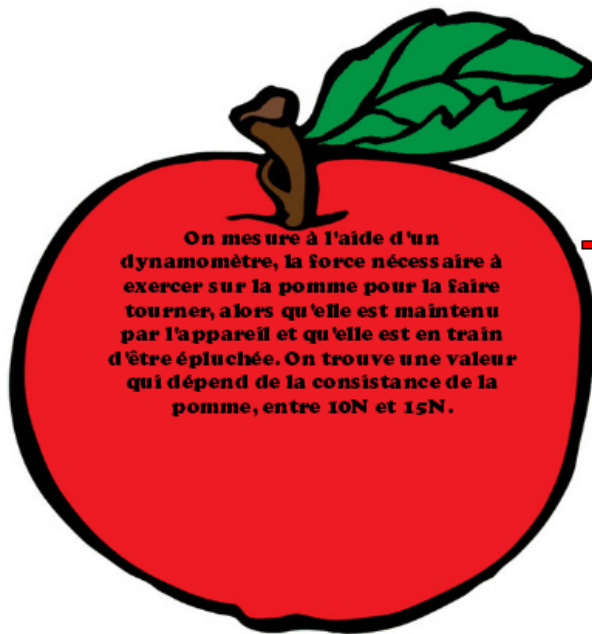 On mesure à l'aide d'un
dynamomètre, la force nécessaire à
exercer sur la pomme pour la faire
tourner, alors qu'elle est maintenu
par l'appareil et qu'elle est en train
d'être épluchée. On trouve une valeur
qui dépend de la consistance de la
pomme, entre 10N et 15N.